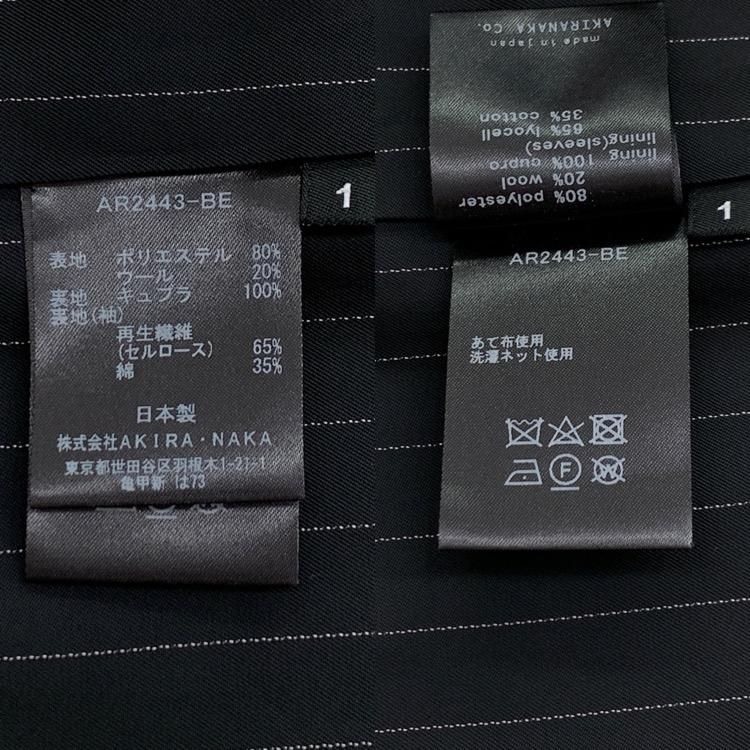 AR2443-BE
1
表地 ポリエステル 80%
ウール 20%
裏地 キュプラ 100%
裏地(袖)
再生繊維
(セルロース) 65%
綿 35%
日本製
株式会社AKIRA・NAKA
東京都世田谷区羽根木1-21-1
亀甲新 は73
80% polyester
20% wool
lining 100% cupro
lining(sleeves)
65% lyocell
35% cotton
made in japan
AKIRANAKA Co.
1
AR2443-BE
あて布使用
洗濯ネット使用
F
W